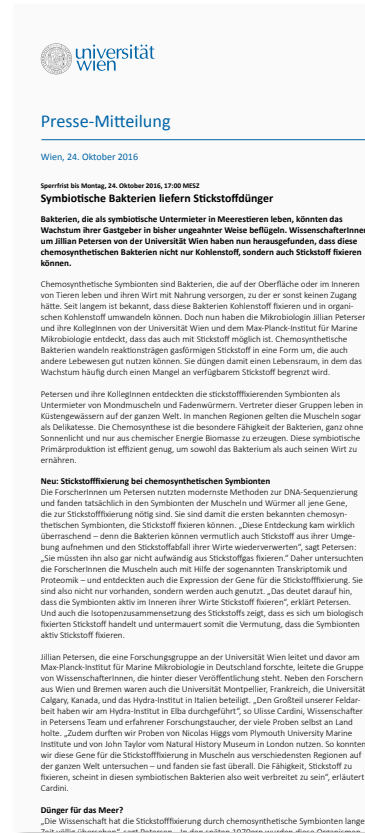 universität
wien
Presse-Mitteilung
Wien, 24. Oktober 2016
Sperrfrist bis Montag, 24. Oktober 2016, 17:00 MESZ
Symbiotische Bakterien liefern Stickstoffdünger
Bakterien, die als symbiotische Untermieter in Meerestieren leben, könnten das
Wachstum ihrer Gastgeber in bisher ungeahnter Weise beflügeln. WissenschafterInnen
um Jillian Petersen von der Universität Wien haben nun herausgefunden, dass diese
chemosynthetischen Bakterien nicht nur Kohlenstoff, sondern auch Stickstoff fixieren
können.
Chemosynthetische Symbionten sind Bakterien, die auf der Oberfläche oder im Inneren
von Tieren leben und ihren Wirt mit Nahrung versorgen, zu der er sonst keinen Zugang
hätte. Seit langem ist bekannt, dass diese Bakterien Kohlenstoff fixieren und in organi-
schen Kohlenstoff umwandeln können. Doch nun haben die Mikrobiologin Jillian Petersen
und ihre KollegInnen von der Universität Wien und dem Max-Planck-Institut für Marine
Mikrobiologie entdeckt, dass das auch mit Stickstoff möglich ist. Chemosynthetische
Bakterien wandeln reaktionsträgen gasförmigen Stickstoff in eine Form um, die auch
andere Lebewesen gut nutzen können. Sie düngen damit einen Lebensraum, in dem das
Wachstum häufig durch einen Mangel an verfügbarem Stickstoff begrenzt wird.
Petersen und ihre KollegInnen entdeckten die stickstofffixierenden Symbionten als
Untermieter von Mondmuscheln und Fadenwürmern. Vertreter dieser Gruppen leben in
Küstengewässern auf der ganzen Welt. In manchen Regionen gelten die Muscheln sogar
als Delikatesse. Die Chemosynthese ist die besondere Fähigkeit der Bakterien, ganz ohne
Sonnenlicht und nur aus chemischer Energie Biomasse zu erzeugen. Diese symbiotische
Primärproduktion ist effizient genug, um sowohl das Bakterium als auch seinen Wirt zu
ernähren.
Neu: Stickstofffixierung bei chemosynthetischen Symbionten
Die ForscherInnen um Petersen nutzten modernste Methoden zur DNA-Sequenzierung
und fanden tatsächlich in den Symbionten der Muscheln und Würmer all jene Gene,
die zur Stickstofffixierung nötig sind. Sie sind damit die ersten bekannten chemosyn-
thetischen Symbionten, die Stickstoff fixieren können. „Diese Entdeckung kam wirklich
überraschend – denn die Bakterien können vermutlich auch Stickstoff aus ihrer Umge-
bung aufnehmen und den Stickstoffabfall ihrer Wirte wiederverwerten“, sagt Petersen:
„Sie müssten ihn also gar nicht aufwändig aus Stickstoffgas fixieren.“ Daher untersuchten
die ForscherInnen die Muscheln auch mit Hilfe der sogenannten Transkriptomik und
Proteomik – und entdeckten auch die Expression der Gene für die Stickstofffixierung. Sie
sind also nicht nur vorhanden, sondern werden auch genutzt. „Das deutet darauf hin,
dass die Symbionten aktiv im Inneren ihrer Wirte Stickstoff fixieren“, erklärt Petersen.
Und auch die Isotopenzusammensetzung des Stickstoffs zeigt, dass es sich um biologisch
fixierten Stickstoff handelt und untermauert somit die Vermutung, dass die Symbionten
aktiv Stickstoff fixieren.
Jillian Petersen, die eine Forschungsgruppe an der Universität Wien leitet und davor am
Max-Planck-Institut für Marine Mikrobiologie in Deutschland forschte, leitete die Gruppe
von WissenschafterInnen, die hinter dieser Veröffentlichung steht. Neben den Forschern
aus Wien und Bremen waren auch die Universität Montpellier, Frankreich, die Universität
Calgary, Kanada, und das Hydra-Institut in Italien beteiligt. „Den Großteil unserer Feldar-
beit haben wir am Hydra-Institut in Elba durchgeführt“, so Ulisse Cardini, Wissenschafter
in Petersens Team und erfahrener Forschungstaucher, der viele Proben selbst an Land
holte. „Zudem durften wir Proben von Nicolas Higgs vom Plymouth University Marine
Institute und von John Taylor vom Natural History Museum in London nutzen. So konnten
wir diese Gene für die Stickstofffixierung in Muscheln aus verschiedensten Regionen auf
der ganzen Welt untersuchen – und fanden sie fast überall. Die Fähigkeit, Stickstoff zu
fixieren, scheint in diesen symbiotischen Bakterien also weit verbreitet zu sein“, erläutert
Cardini.
Dünger für das Meer?
„Die Wissenschaft hat die Stickstofffixierung durch chemosynthetischen Symbionten lange
Zeit völlig übersehen“, sagt Petersen. „In den späten 1970ern wurden diese Organismen